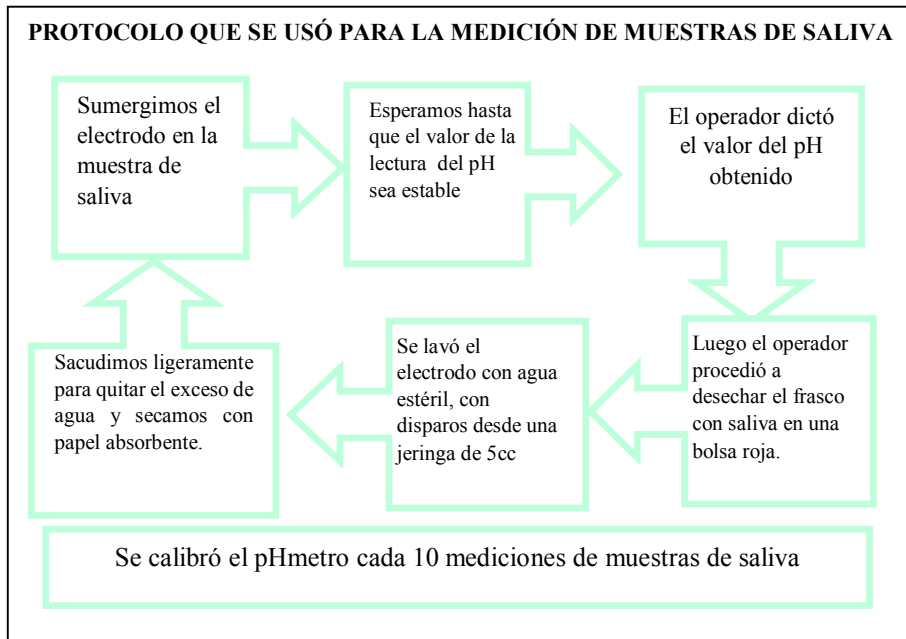 PROTOCOLO QUE SE USÓ PARA LA MEDICIÓN DE MUESTRAS DE SALIVA
Sumergimos el
electrodo en la
muestra de
saliva
Esperamos hasta
que el valor de la
lectura del pH
sea estable
El operador dictó
el valor del pH
obtenido
Luego el operador
procedió a
desechar el frasco
con saliva en una
bolsa roja.
Se lavó el
electrodo con agua
estéril, con
disparos desde una
jeringa de 5cc
Sacudimos ligeramente
para quitar el exceso de
agua y secamos con
papel absorbente.
Se calibró el pHmetro cada 10 mediciones de muestras de saliva